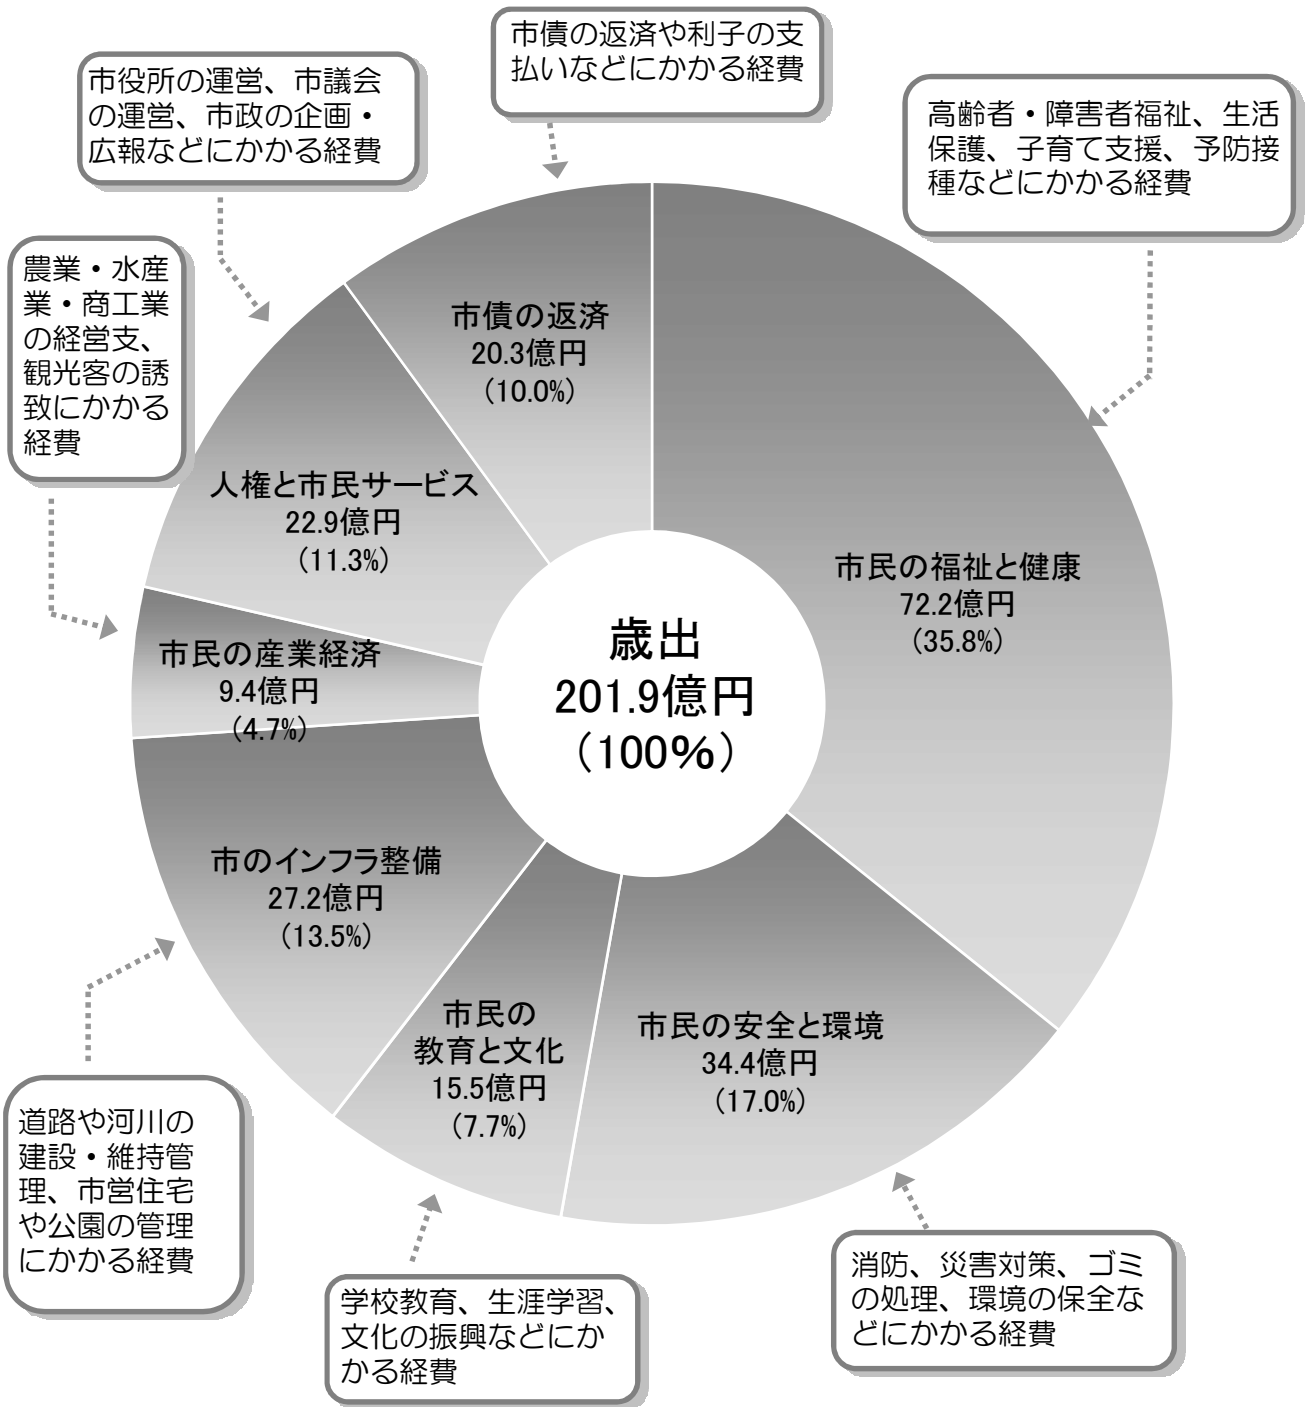 市債の返済や利子の支
払いなどにかかる経費
市役所の運営、市議会
の運営、市政の企画・
広報などにかかる経費
高齢者・障害者福祉、生活
保護、子育て支援、予防接
種などにかかる経費
農業・水産
業・商工業
の経営支、
観光客の誘
致にかかる
経費
市債の返済
20.3億円
(10.0%)
人権と市民サービス
22.9億円
(11.3%)
市民の福祉と健康
72.2億円
(35.8%)
歳出
201.9億円
(100%)
市民の産業経済
9.4億円
(4.7%)
市のインフラ整備
27.2億円
(13.5%)
市民の
教育と文化
15.5億円
(7.7%)
市民の安全と環境
34.4億円
(17.0%)
道路や河川の
建設・維持管
理、市営住宅
や公園の管理
にかかる経費
学校教育、生涯学習、
文化の振興などにか
かる経費
消防、災害対策、ゴミ
の処理、環境の保全な
どにかかる経費